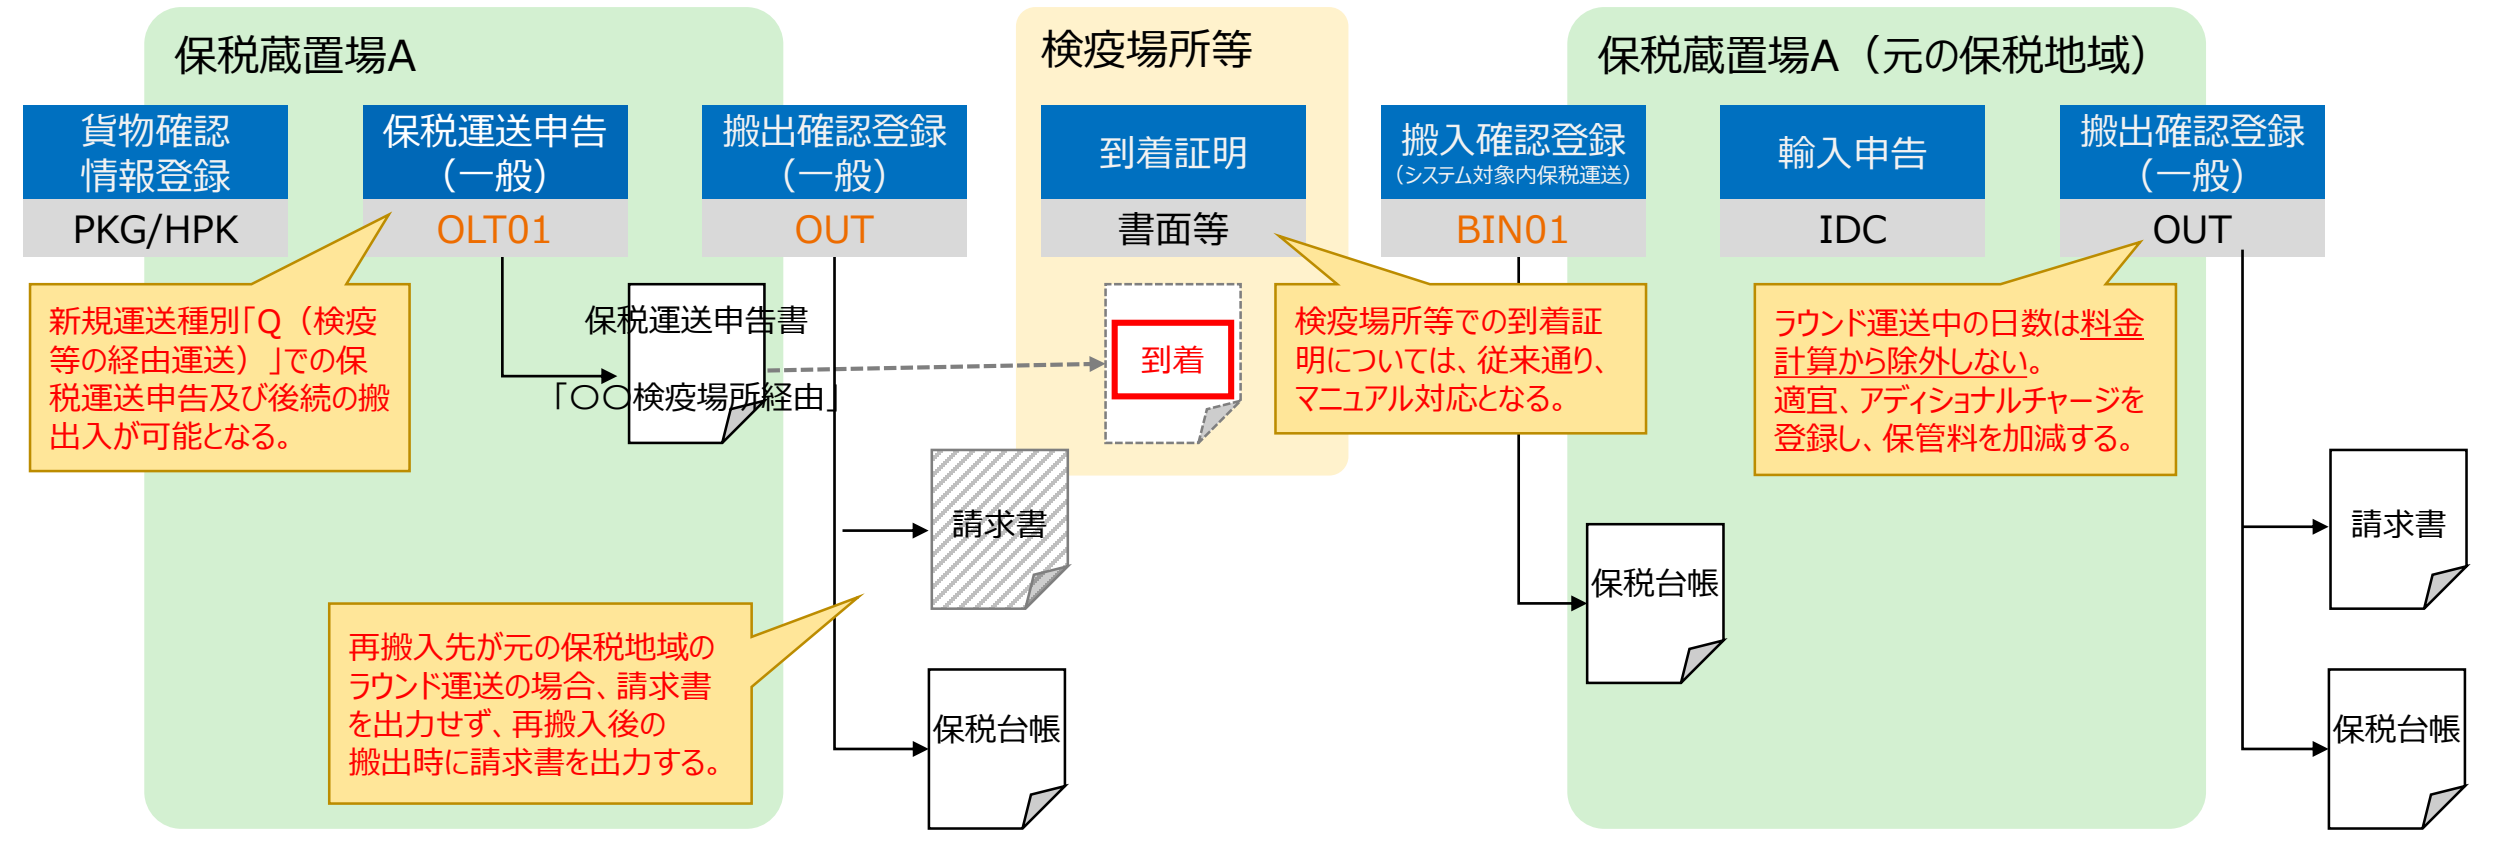 保税蔵置場A
検疫場所等
保税蔵置場A（元の保税地域）
貨物確認
情報登録
PKG/HPK
保税運送申告
（一般）
OLT01
搬出確認登録
（一般）
OUT
到着証明
書面等
搬入確認登録
（システム対象内保税運送）
BIN01
輸入申告
IDC
搬出確認登録
（一般）
OUT
新規運送種別「Q（検疫
等の経由運送）」での保
税運送申告及び後続の搬
出入が可能となる。
保税運送申告書
「〇〇検疫場所経由」
到着
検疫場所等での到着証
明については、従来通り、
マニュアル対応となる。
ラウンド運送中の日数は料金
計算から除外しない。
適宜、アディショナルチャージを
登録し、保管料を加減する。
請求書
保税台帳
請求書
再搬入先が元の保税地域の
ラウンド運送の場合、請求書
を出力せず、再搬入後の
搬出時に請求書を出力する。
保税台帳
保税台帳